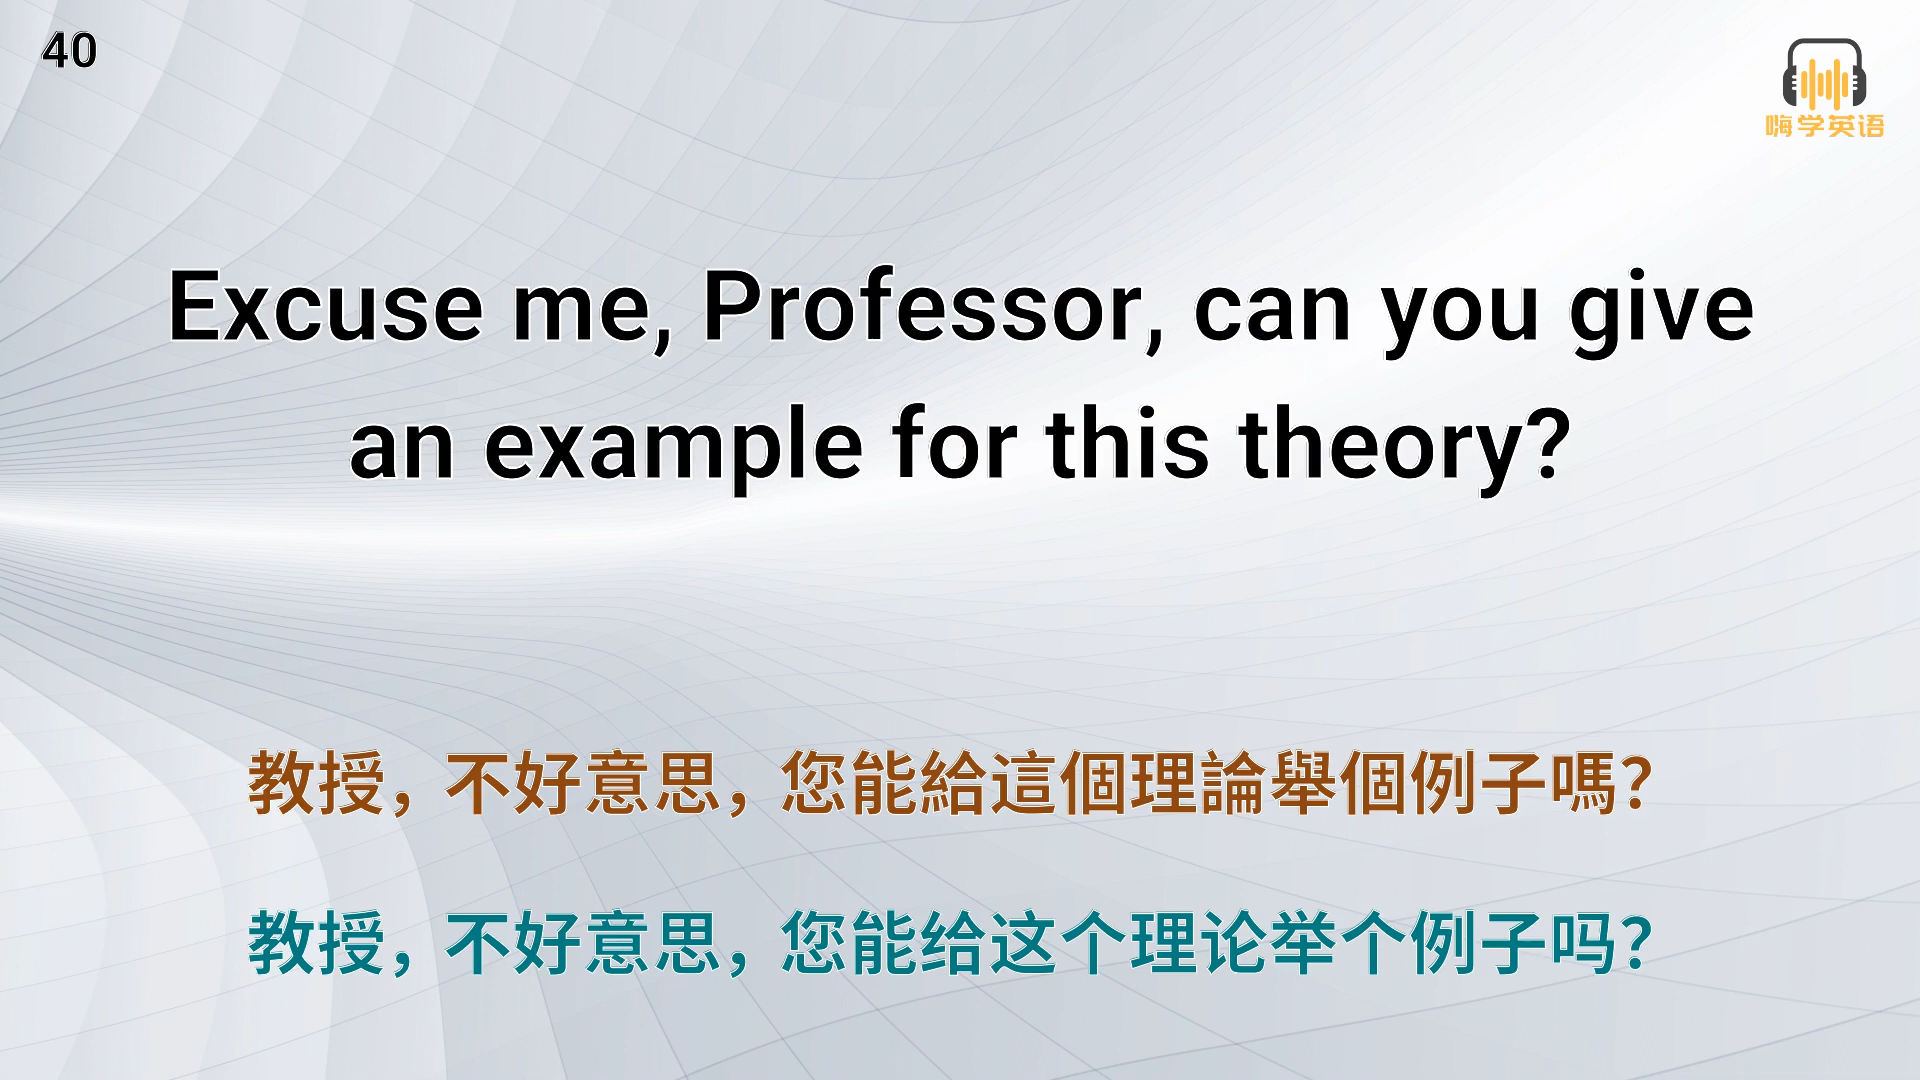 40
嗨学英语
Excuse me, Professor, can you give
an example for this theory?
教授，不好意思，您能給這個理論舉個例子嗎？
教授，不好意思，您能给这个理论举个例子吗？